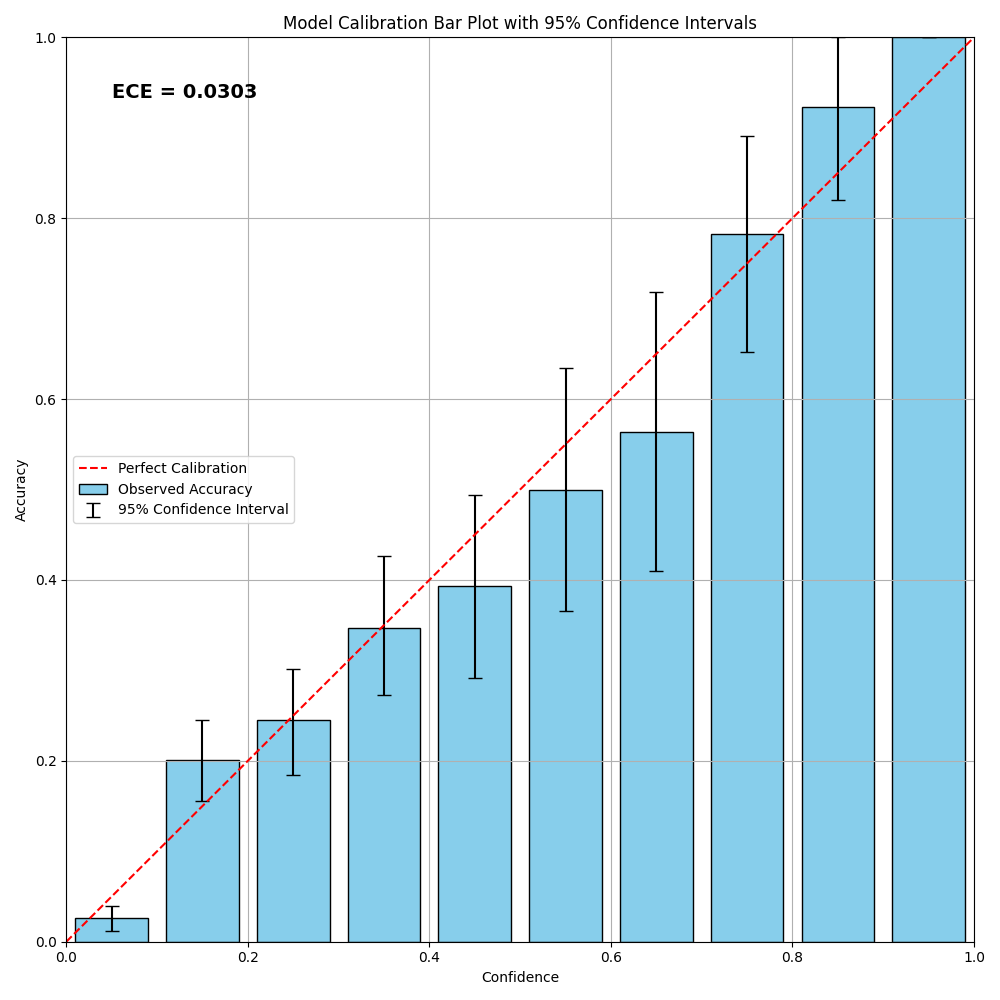 Model Calibration Bar Plot with 95% Confidence Intervals
ECE = 0.0303
Accuracy
1.0
0.8
0.6
0.4
0.2
0.0
Perfect Calibration
Observed Accuracy
95% Confidence Interval
0.0 0.2 0.4 0.6 0.8 1.0
Confidence